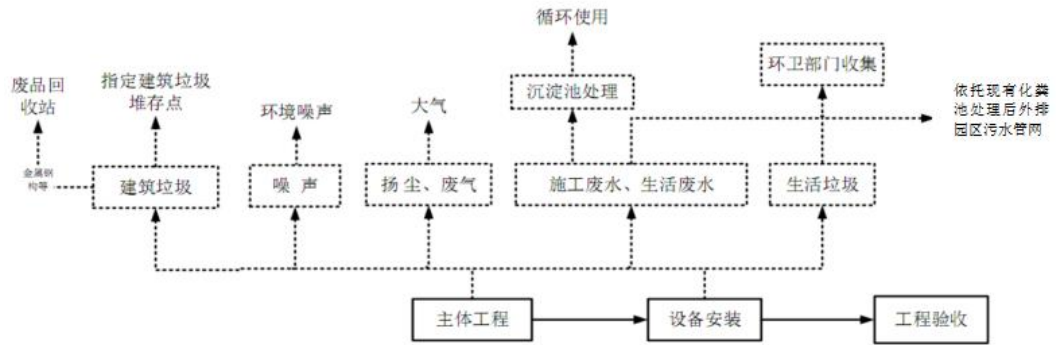 循环使用
废品回
收站
指定建筑垃圾
堆存点
环境噪声
大气
沉淀池处理
环卫部门收集
依托现有化粪
池处理后外排
园区污水管网
金属钢
构等
建筑垃圾
噪 声
扬尘、废气
施工废水、生活废水
生活垃圾
主体工程
设备安装
工程验收